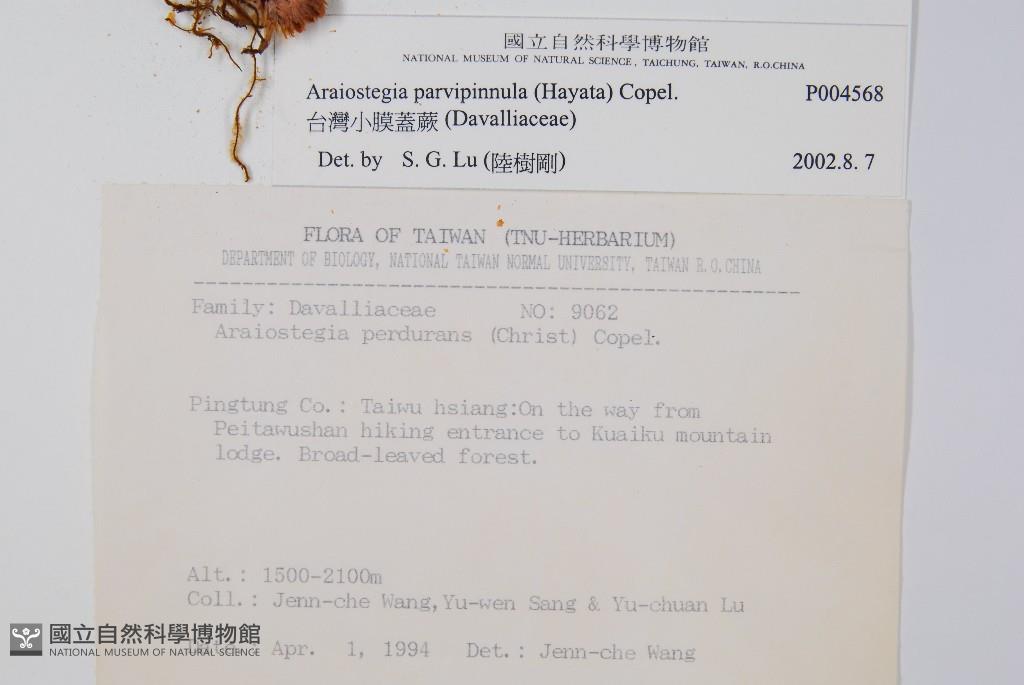 國立自然科學博物館
NATIONAL MUSEUM OF NATURAL SCIENCE, TAICHUNG, TAIWAN, R.O.CHINA
Araiostegia parvipinnula (Hayata) Copel. P004568
台灣小膜蓋蕨 (Davalliaceae)
Det. by S. G. Lu (陸樹剛) 2002.8. 7
FLORA OF TAIWAN (TNU-HERBARIUM)
DEPARTMENT OF BIOLOGY, NATIONAL TAIWAN NORMAL UNIVERSITY, TAIWAN R.O.CHINA
Family: Davalliaceae NO: 9062
Araiostegia perdurans (Christ) Copel.
Pingtung Co.: Taiwu hsiang:On the way from
Peitawushan hiking entrance to Kuaiku mountain
lodge. Broad-leaved forest.
Alt.: 1500-2100m
Coll.: Jenn-che Wang,Yu-wen Sang & Yu-chuan Lu
Apr. 1, 1994 Det.: Jenn-che Wang
國立自然科學博物館
NATIONAL MUSEUM OF NATURAL SCIENCE